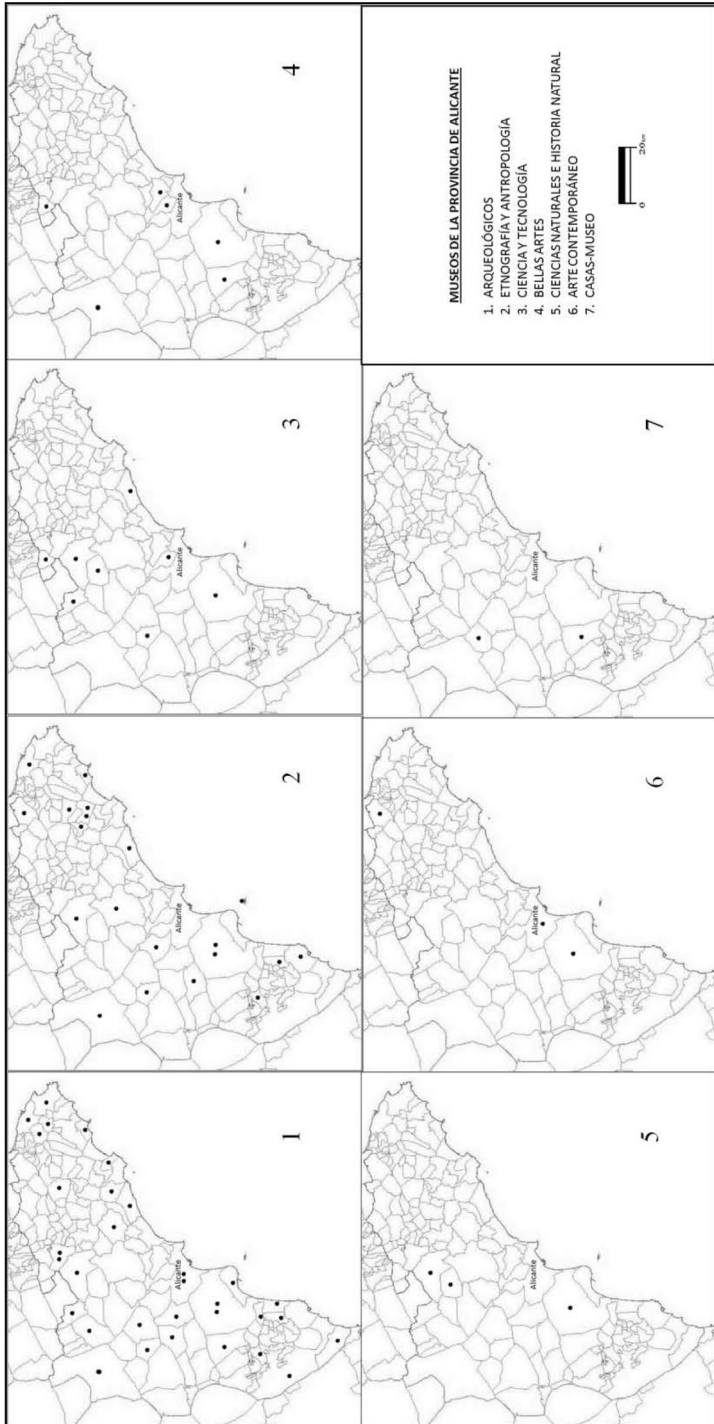 1
Alicante
2
Alicante
3
Alicante
4
Alicante
5
Alicante
6
Alicante
7
Alicante
MUSEOS DE LA PROVINCIA DE ALICANTE
1. ARQUEOLÓGICOS
2. ETNOGRAFÍA Y ANTROPOLOGÍA
3. CIENCIA Y TECNOLOGÍA
4. BELLAS ARTES
5. CIENCIAS NATURALES E HISTORIA NATURAL
6. ARTE CONTEMPORÁNEO
7. CASAS-MUSEO
0 20 km